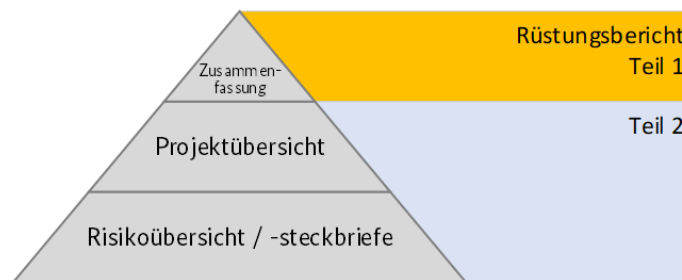 Rüstungsbericht
Teil 1
Zusammen-
fassung
Teil 2
Projektübersicht
Risikoübersicht / -steckbriefe